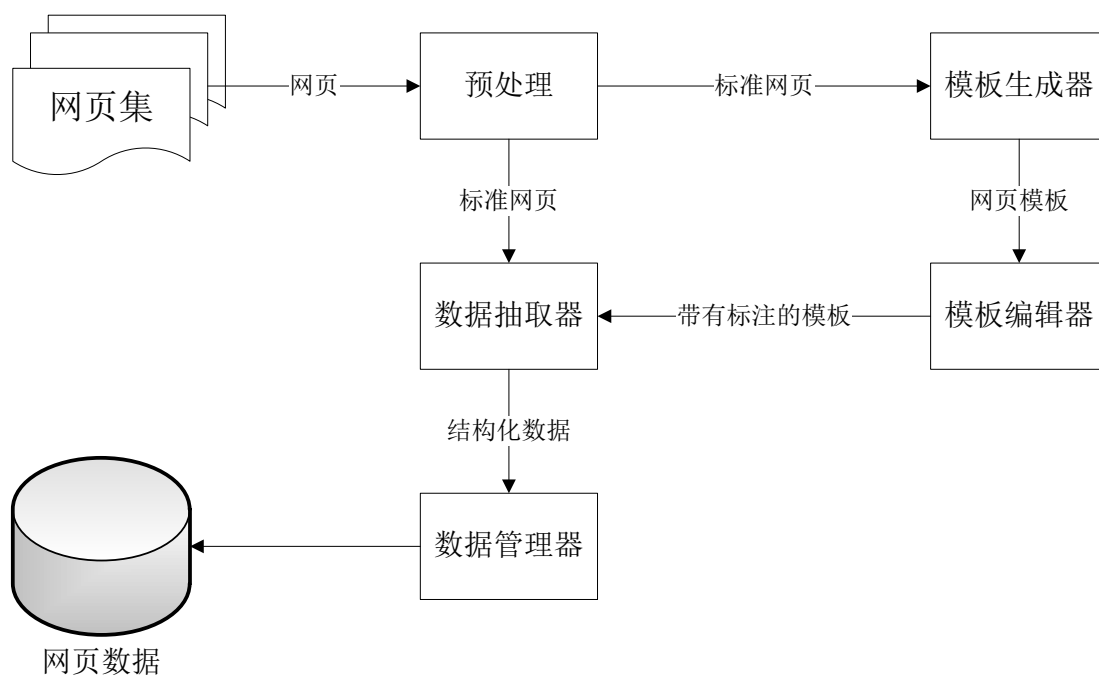 网页集
网页
预处理
标准网页
模板生成器
标准网页
网页模板
数据抽取器
带有标注的模板
模板编辑器
结构化数据
数据管理器
网页数据